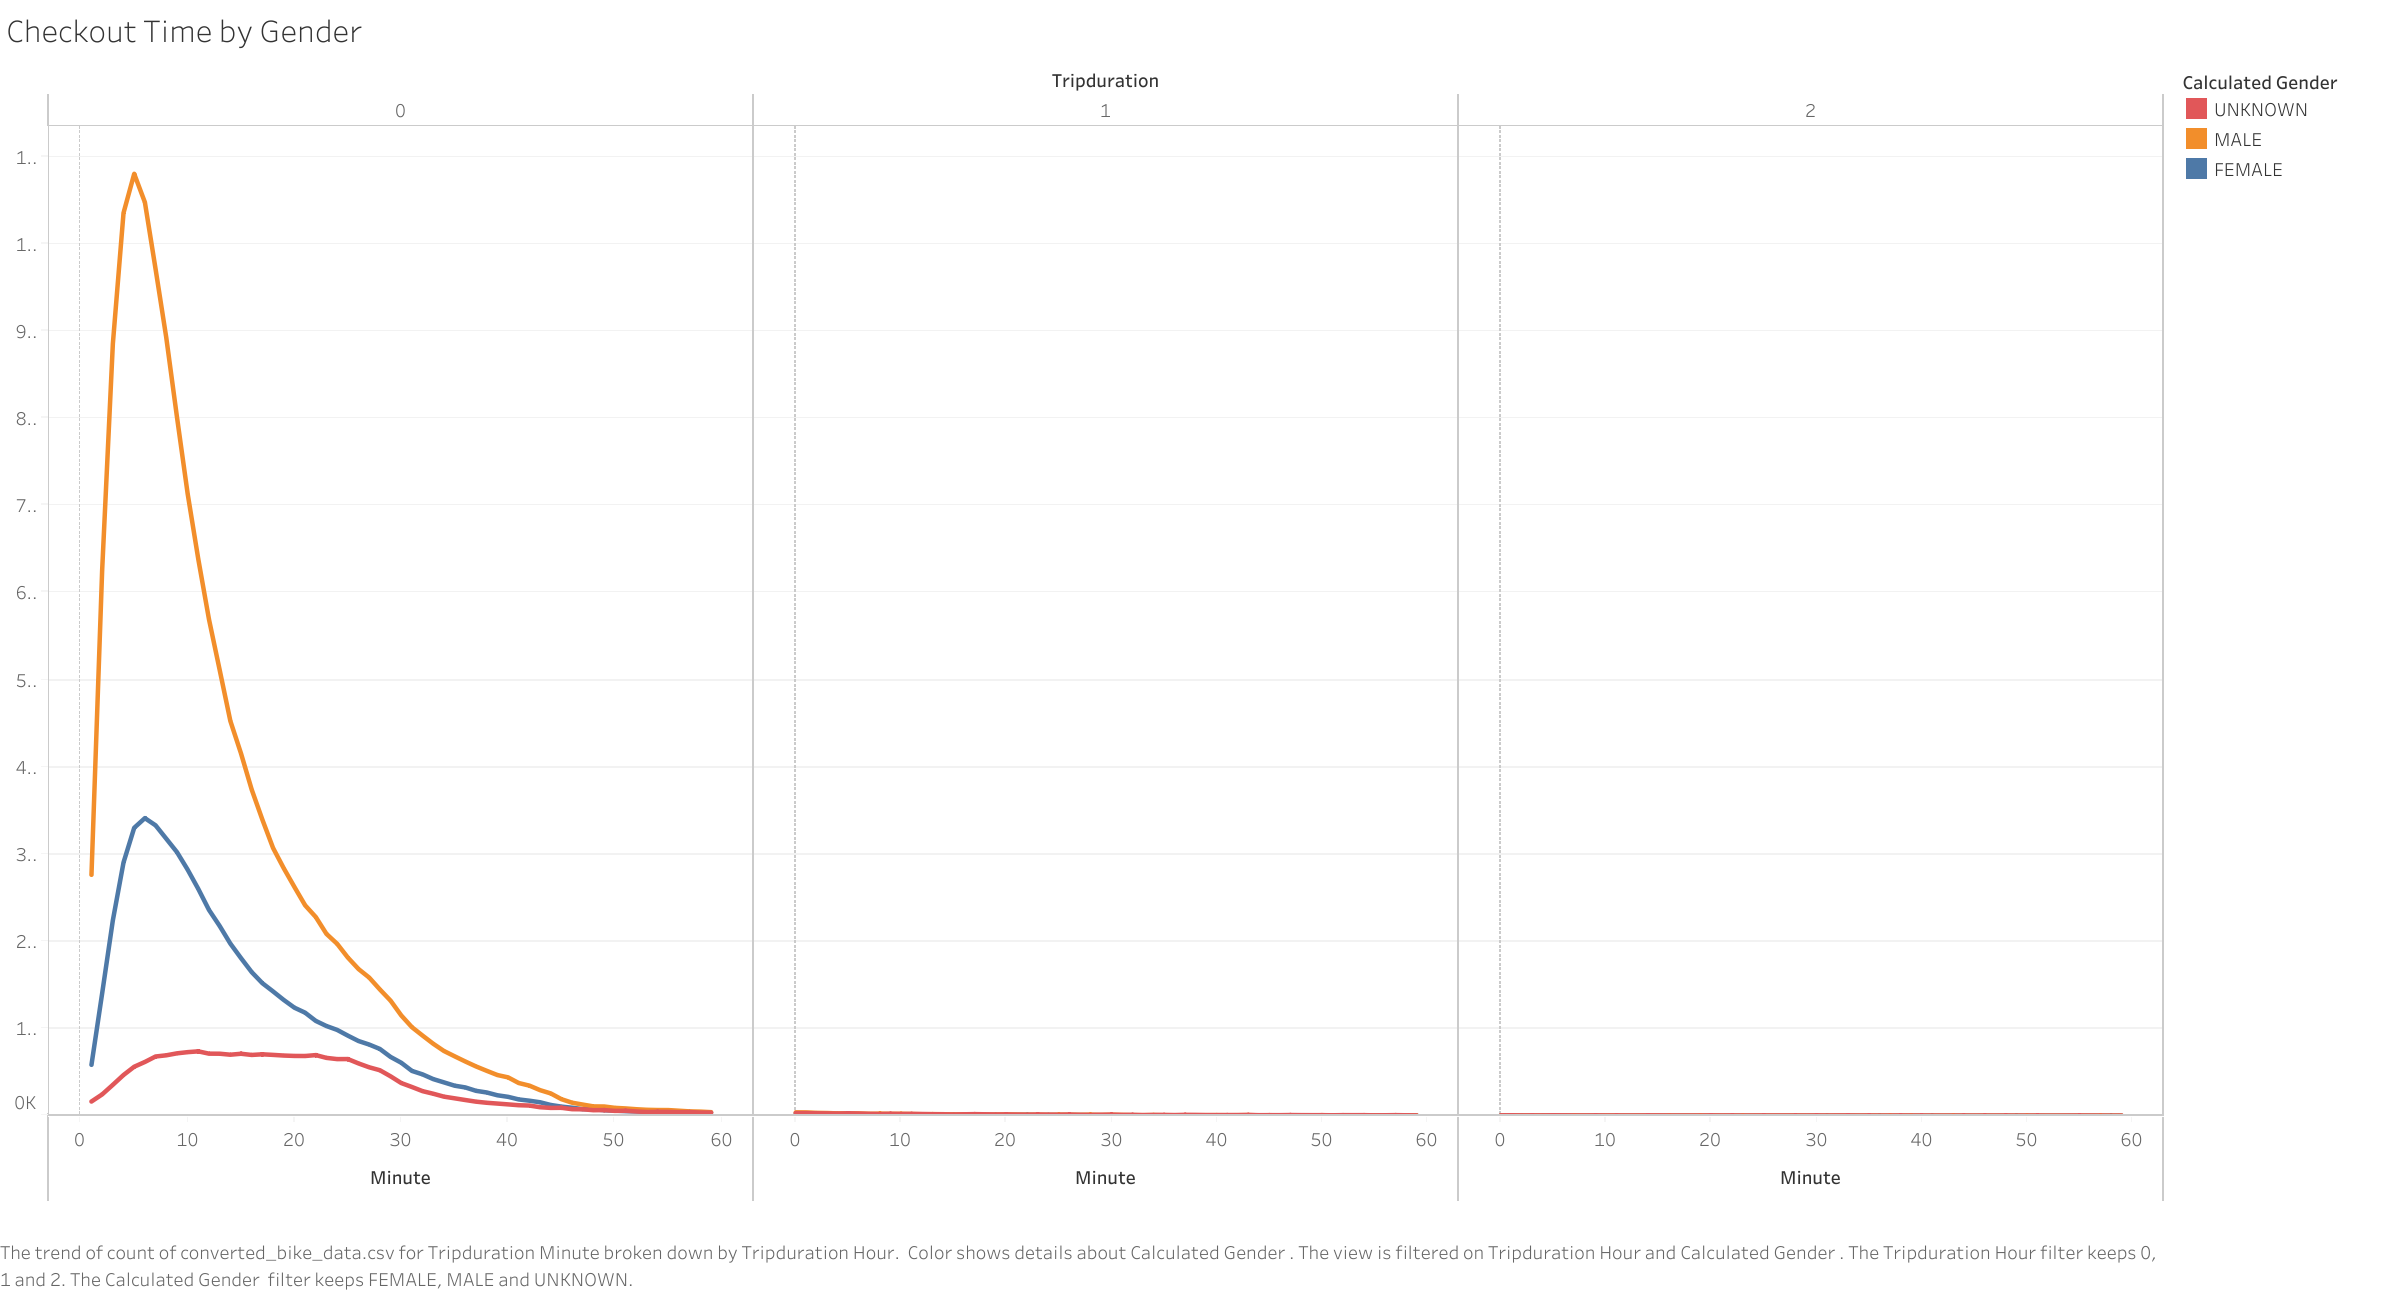 Checkout Time by Gender
Tripduration
Calculated Gender
0 1 2
UNKNOWN
MALE
FEMALE
1..
1..
9..
8..
7..
6..
5..
4..
3..
2..
1..
0K
0 10 20 30 40 50 60 0 10 20 30 40 50 60 0 10 20 30 40 50 60
Minute Minute Minute
The trend of count of converted_bike_data.csv for Tripduration Minute broken down by Tripduration Hour.  Color shows details about Calculated Gender . The view is filtered on Tripduration Hour and Calculated Gender . The Tripduration Hour filter keeps 0,
1 and 2. The Calculated Gender  filter keeps FEMALE, MALE and UNKNOWN.